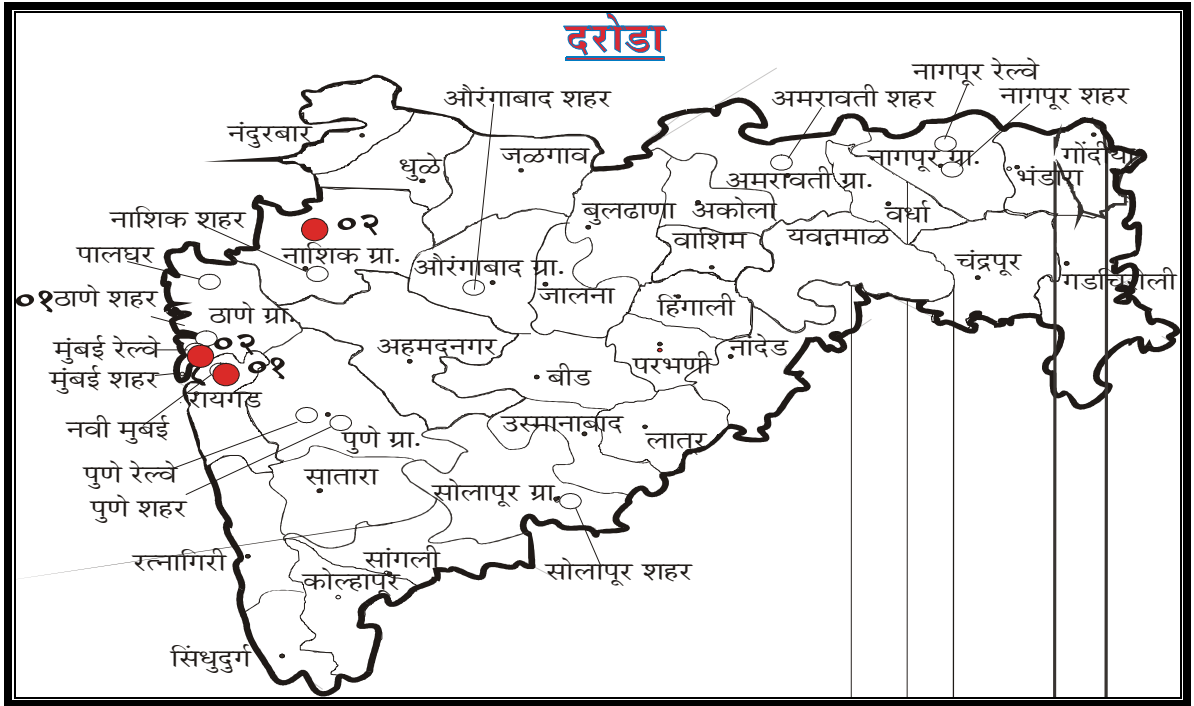 दरोडा
नागपूर रेल्वे
औरंगाबाद शहर
अमरावती शहर
नागपूर शहर
नंदुरबार
धुळे
जळगाव
नागपूर ग्रा.
गोंदीया
भंडारा
अमरावती ग्रा.
नाशिक शहर
०२
बुलढाणा
अकोला
वर्धा
वाशिम
यवतमाळ
पालघर
नाशिक ग्रा.
औरंगाबाद ग्रा.
चंद्रपूर
गडचिरोली
०१ठाणे शहर
जालना
हिंगोली
ठाणे ग्रा.
मुंबई रेल्वे
०२
अहमदनगर
नांदेड
मुंबई शहर
०१
बीड
परभणी
रायगड
नवी मुंबई
पुणे ग्रा.
उस्मानाबाद
लातूर
पुणे रेल्वे
सातारा
सोलापूर ग्रा.
पुणे शहर
रत्नागिरी
सांगली
सोलापूर शहर
कोल्हापूर
सिंधुदुर्ग